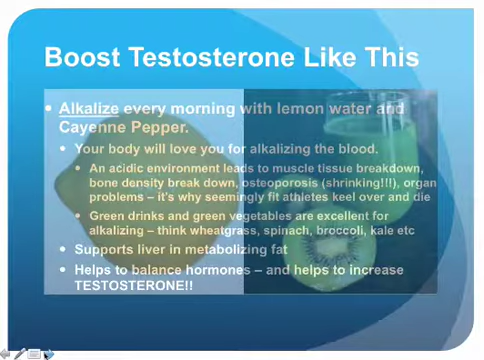 Boost Testosterone Like This
• Alkalize every morning with lemon water and
Cayenne Pepper.
• Your body will love you for alkalizing the blood.
• An acidic environment leads to muscle tissue breakdown,
bone density break down, osteoporosis (shrinking!!!), organ
problems – it's why seemingly fit athletes keel over and die
• Green drinks and green vegetables are excellent for
alkalizing – think wheatgrass, spinach, broccoli, kale etc
• Supports liver in metabolizing fat
• Helps to balance hormones – and helps to increase
TESTOSTERONE!!